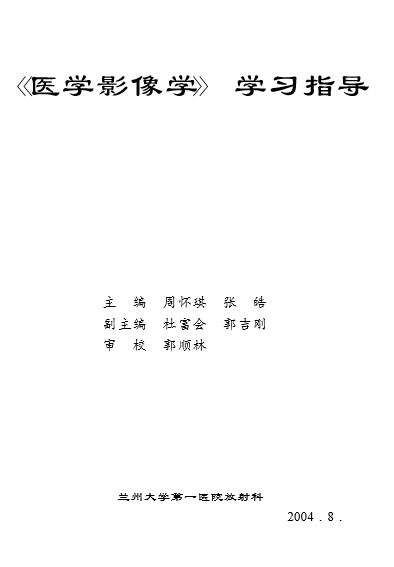 《医学影像学》 学习指导
主 编 周怀琪 张 皓
副主编 杜富会 郭吉刚
审 校 郭顺林
兰州大学第一医院放射科
2004．8．